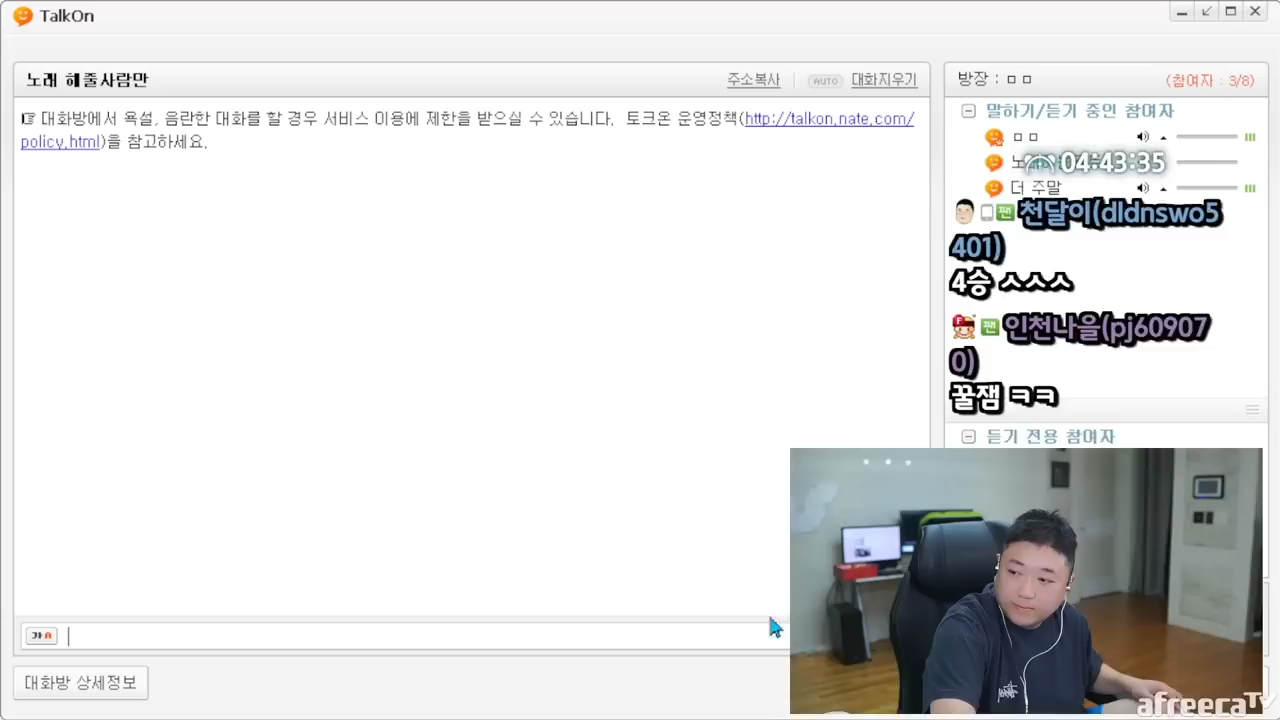 TalkOn
노래 해줄사람만
주소복사
AUTO
대화지우기
☞ 대화방에서 욕설, 음란한 대화를 할 경우 서비스 이용에 제한을 받으실 수 있습니다. 토크온 운영정책(http://talkon.nate.com/
policy.html)을 참고하세요.
방장 : ㅁㅁ
(참여자 : 3/8)
말하기/듣기 중인 참여자
ㅁㅁ
04:43:35
더 주말
팬 천달이(dldnswo5
401)
4승 ㅅㅅㅅ
팬 인천나을(pj60907
0)
꿀잼 ㅋㅋ
듣기 전용 참여자
가A
대화방 상세정보
afreecaTV